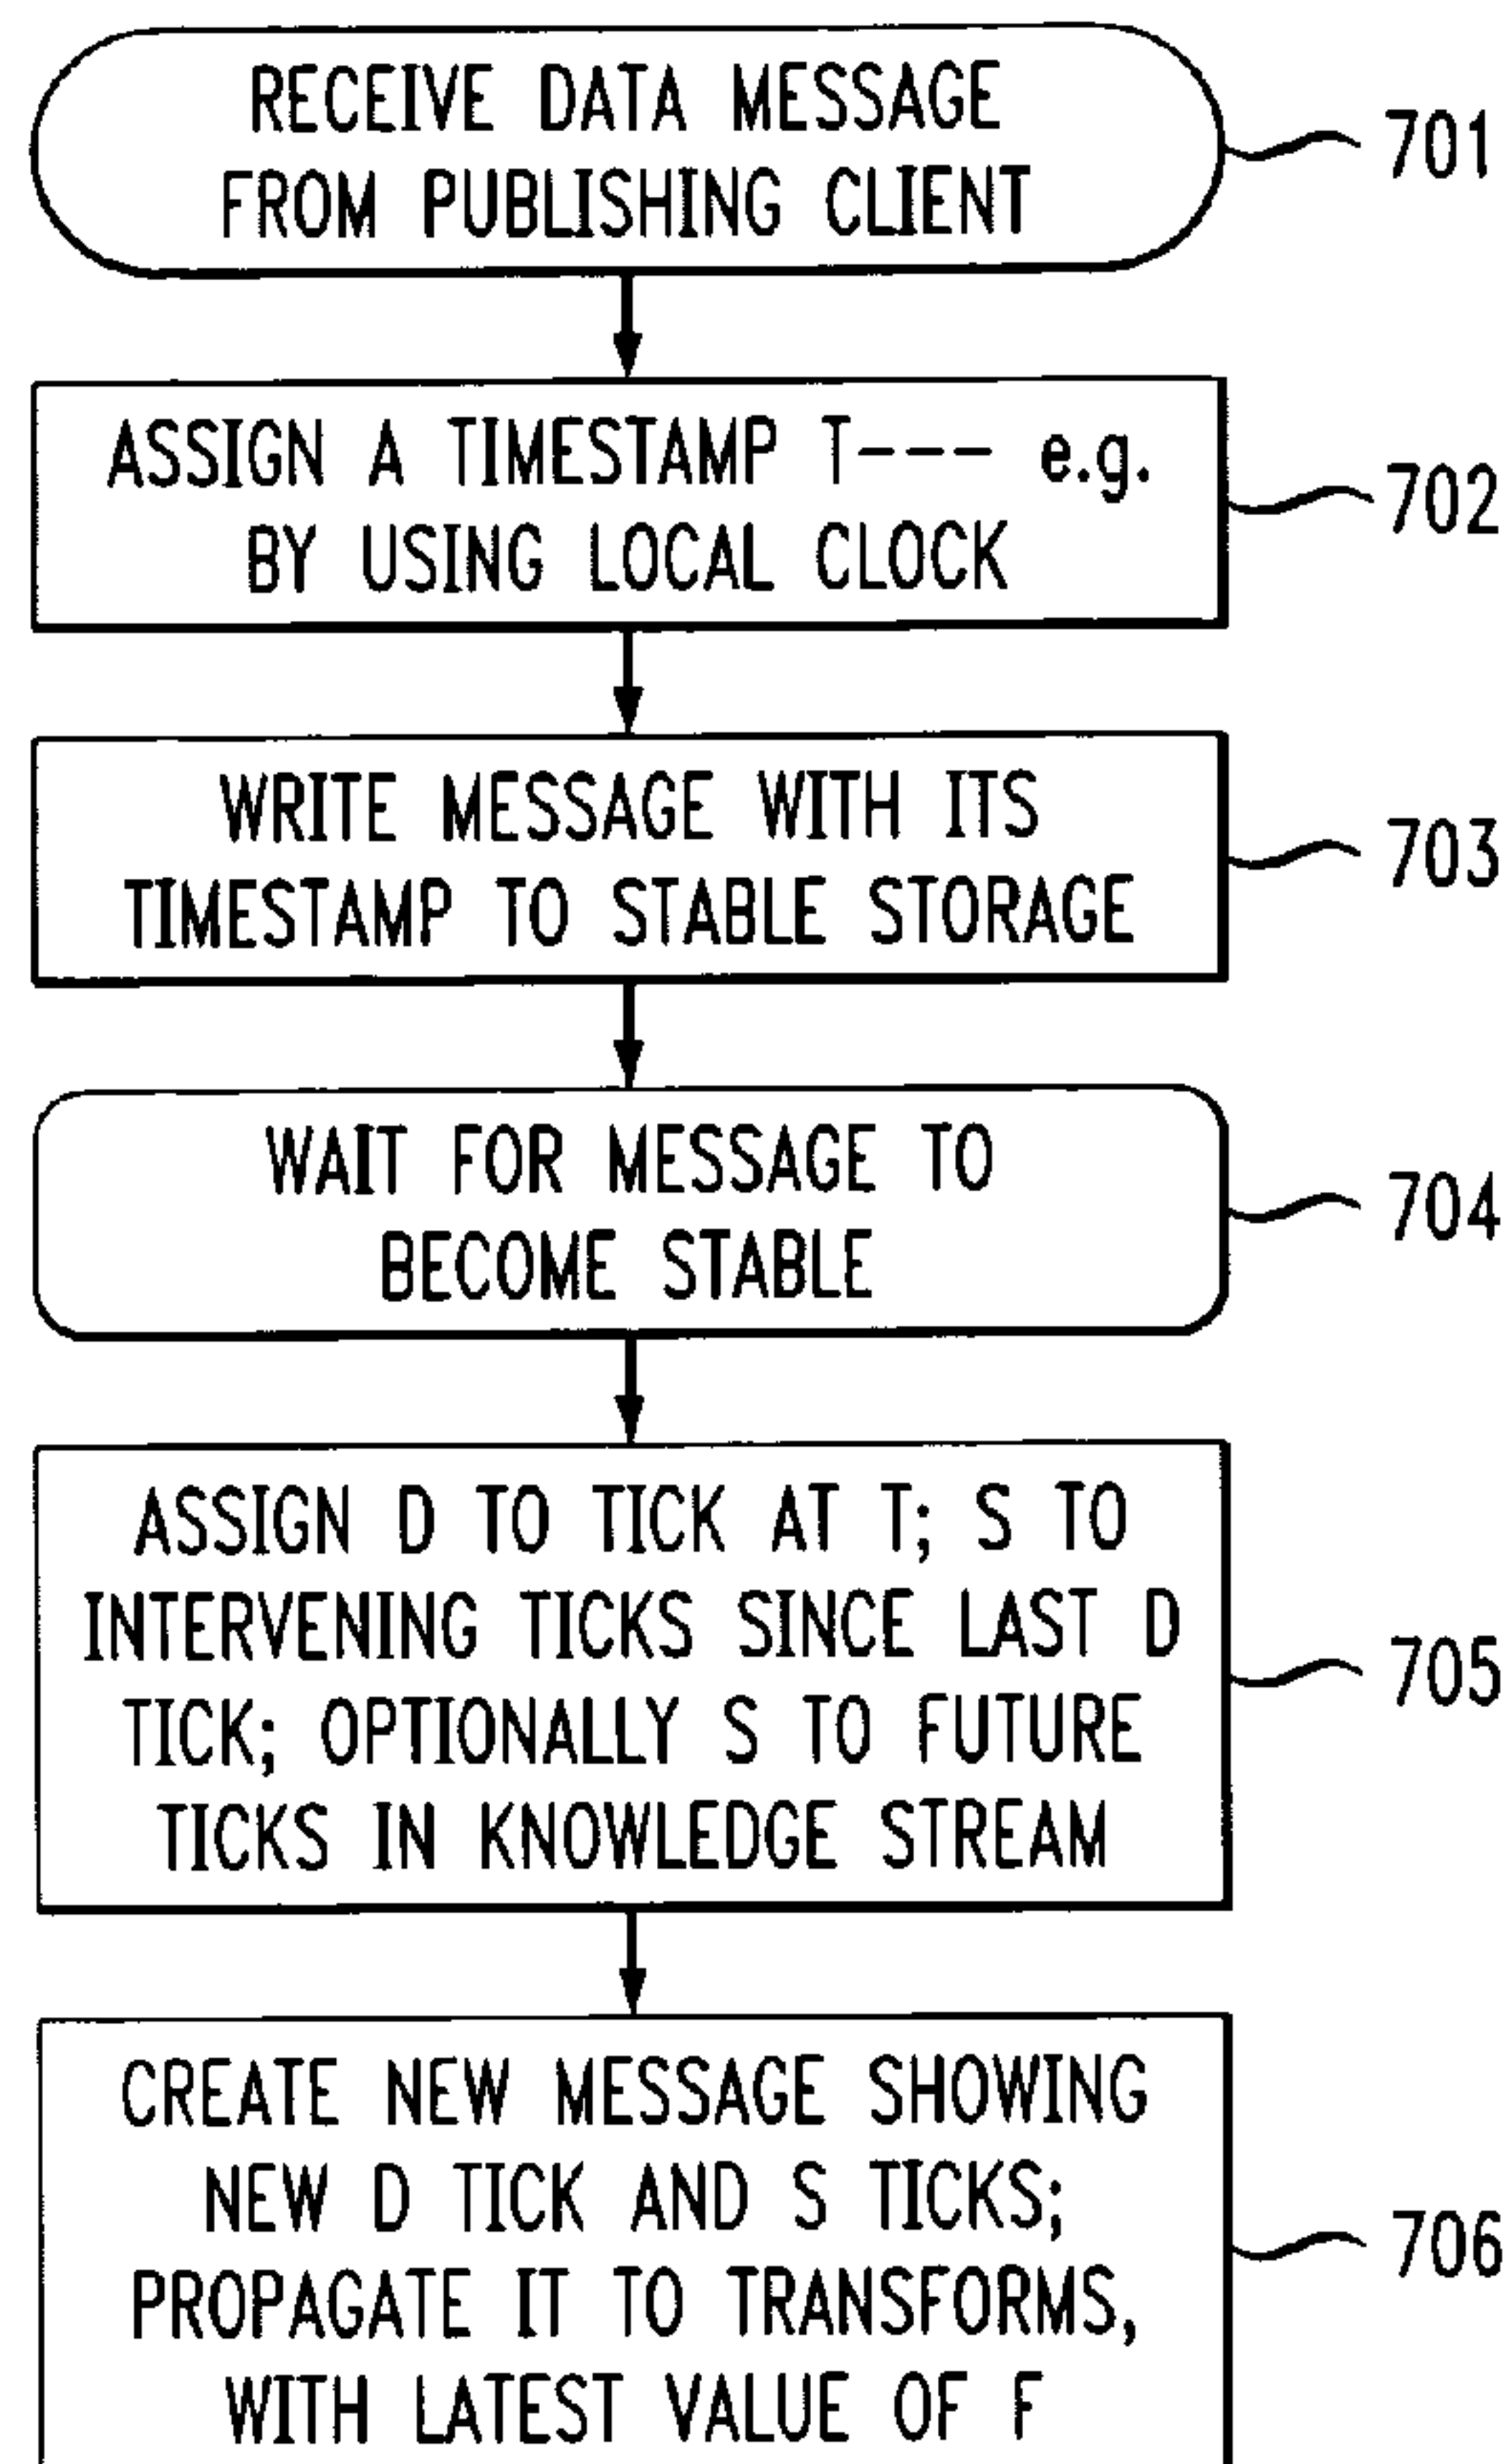 RECEIVE DATA MESSAGE
FROM PUBLISHING CLIENT
701
ASSIGN A TIMESTAMP T--- e.g.
BY USING LOCAL CLOCK
702
WRITE MESSAGE WITH ITS
TIMESTAMP TO STABLE STORAGE
703
WAIT FOR MESSAGE TO
BECOME STABLE
704
ASSIGN D TO TICK AT T; S TO
INTERVENING TICKS SINCE LAST D
TICK; OPTIONALLY S TO FUTURE
TICKS IN KNOWLEDGE STREAM
705
CREATE NEW MESSAGE SHOWING
NEW D TICK AND S TICKS;
PROPAGATE IT TO TRANSFORMS,
WITH LATEST VALUE OF F
706